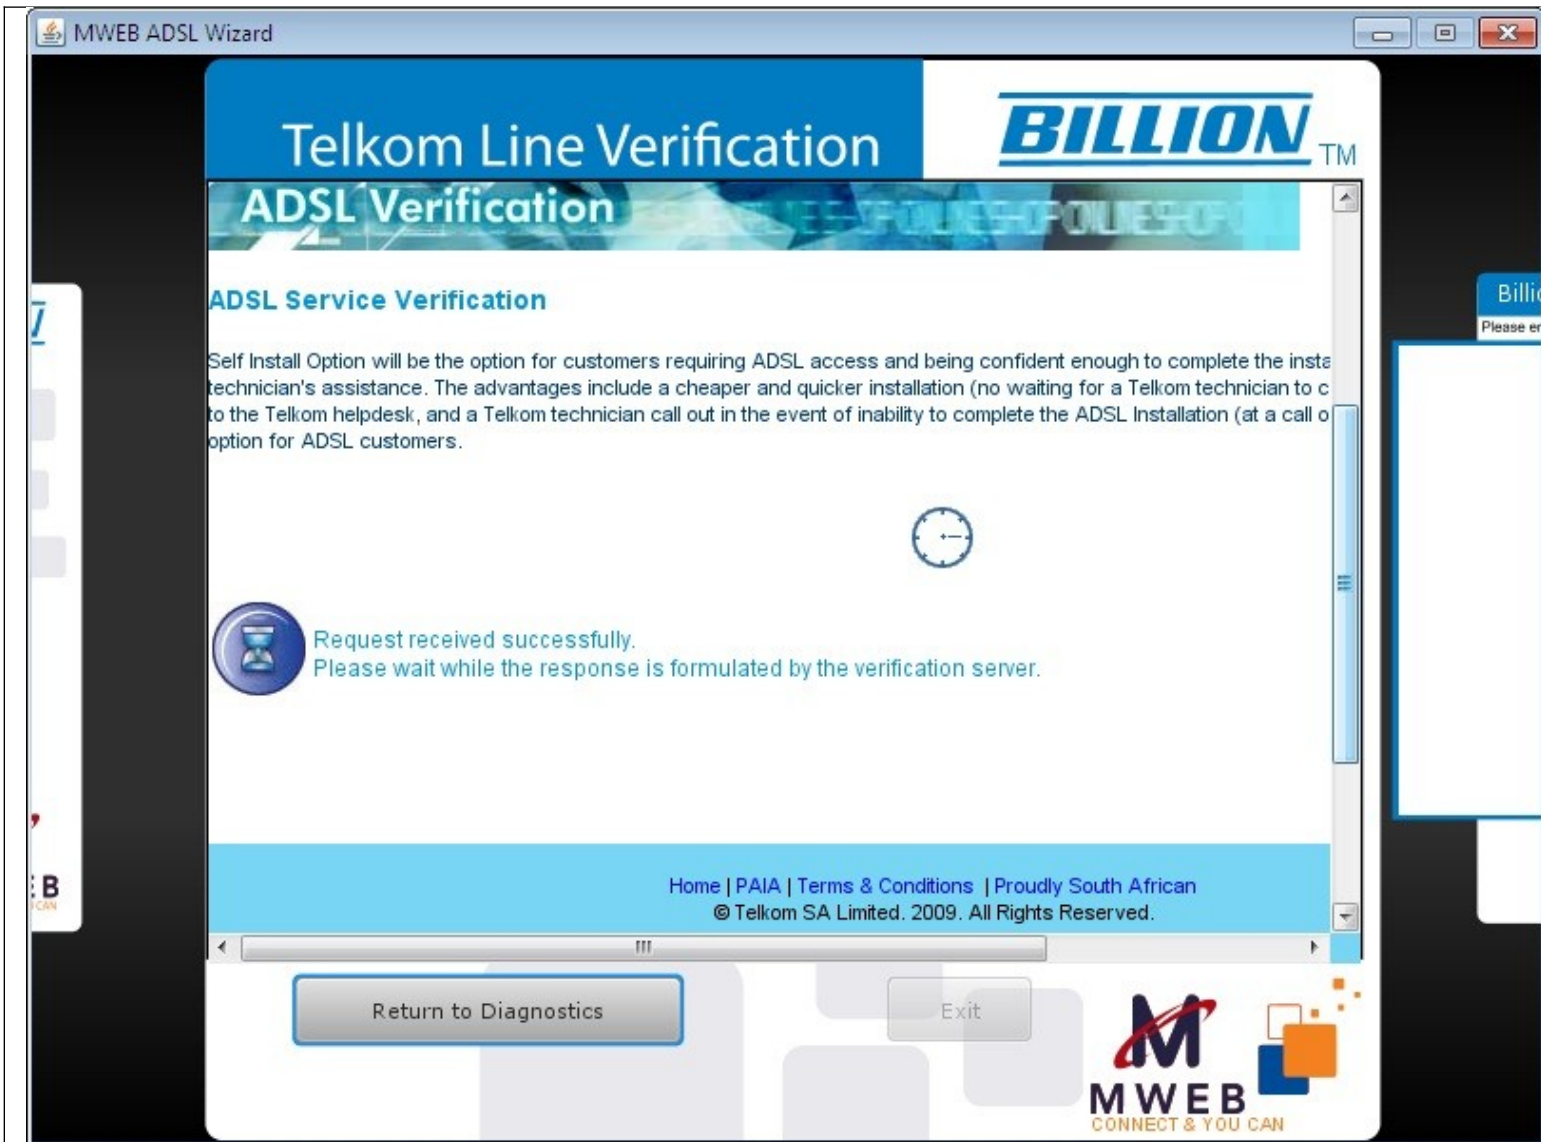 MWEB ADSL Wizard
Telkom Line Verification
BILLION TM
ADSL Verification
ADSL Service Verification
Self Install Option will be the option for customers requiring ADSL access and being confident enough to complete the insta
technician's assistance. The advantages include a cheaper and quicker installation (no waiting for a Telkom technician to c
to the Telkom helpdesk, and a Telkom technician call out in the event of inability to complete the ADSL Installation (at a call o
option for ADSL customers.
Request received successfully.
Please wait while the response is formulated by the verification server.
Home | PAIA | Terms & Conditions | Proudly South African
© Telkom SA Limited. 2009. All Rights Reserved.
Return to Diagnostics
Exit
MWEB
CONNECT & YOU CAN
Billio
Please en
EB
U CAN